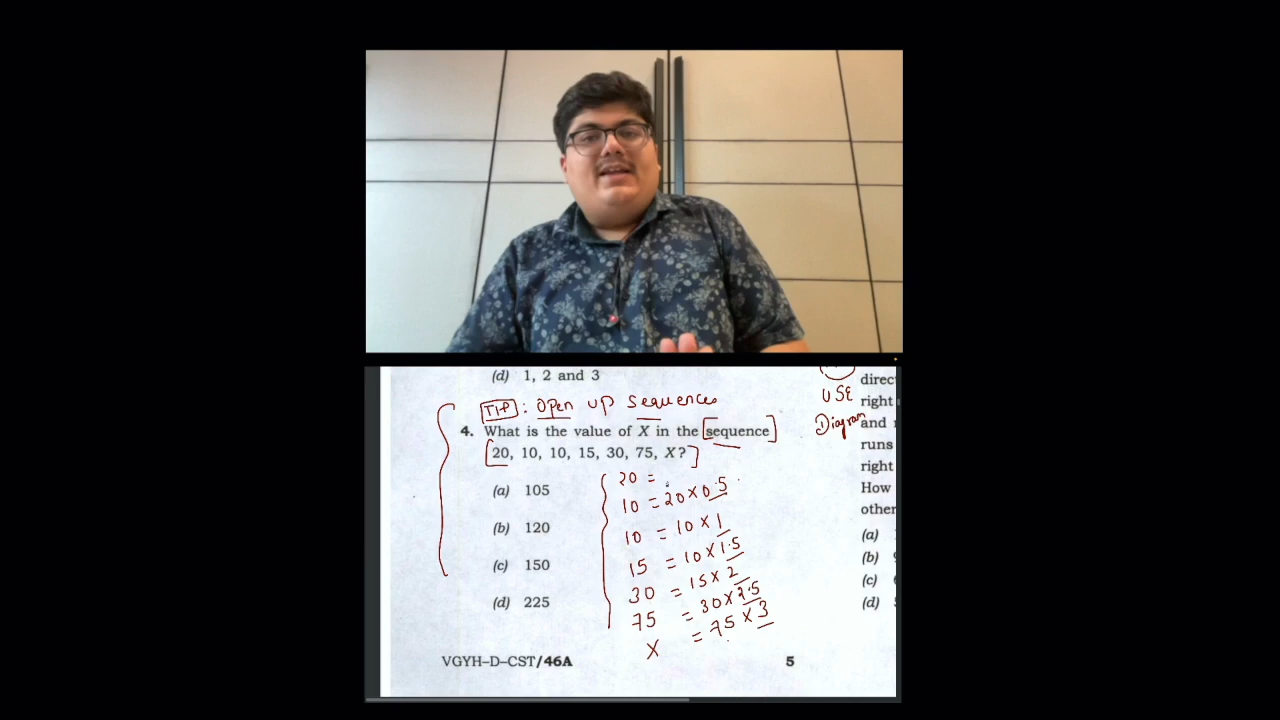 (d) 1, 2 and 3
TIP : Open up sequences
4. What is the value of X in the sequence
20, 10, 10, 15, 30, 75, X?
(a) 105
(b) 120
(c) 150
(d) 225
20 =
10 = 20 × 0.5
10 = 10 × 1
15 = 10 × 1.5
30 = 15 × 2
75 = 30 × 2.5
X = 75 × 3
VGYH–D–CST/46A
5
USE
Diagram
direc
right
and
runs
right
How
other
(a)
(b)
(c)
(d)